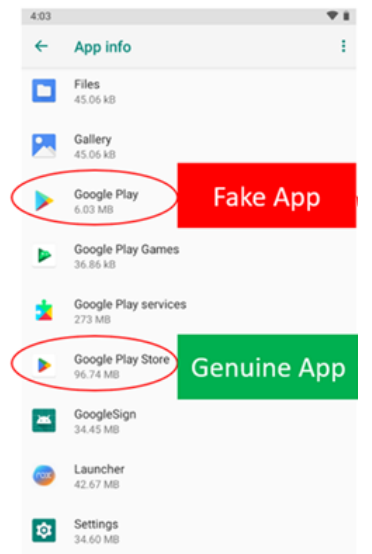 4:03
App info
Files
45.06 kB
Gallery
45.06 kB
Google Play
6.03 MB
Fake App
Google Play Games
36.86 kB
Google Play services
273 MB
Google Play Store
96.74 MB
Genuine App
GoogleSign
34.45 MB
Launcher
42.67 MB
Settings
34.60 MB